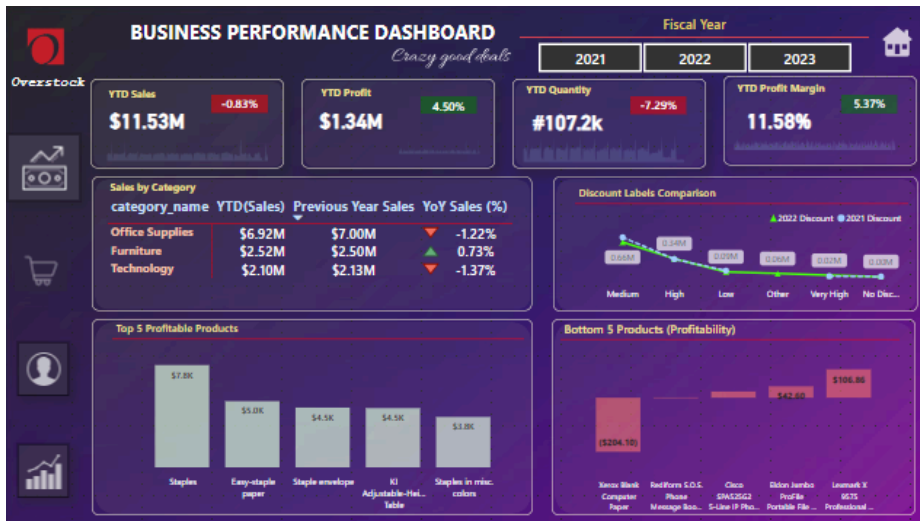 BUSINESS PERFORMANCE DASHBOARD
Crazy good deals
Fiscal Year
2021 2022 2023
Overstock
YTD Sales
-0.83%
$11.53M
YTD Profit
4.50%
$1.34M
YTD Quantity
-7.29%
#107.2k
YTD Profit Margin
5.37%
11.58%
Sales by Category
category_name YTD(Sales) Previous Year Sales YoY Sales (%)
Office Supplies $6.92M $7.00M -1.22%
Furniture $2.52M $2.50M 0.73%
Technology $2.10M $2.13M -1.37%
Discount Labels Comparison
2022 Discount 2021 Discount
0.66M 0.34M 0.09M 0.06M 0.02M 0.00M
Medium High Low Other Very High No Disc...
Top 5 Profitable Products
$7.8K
$5.0K
$4.5K
$4.5K
$3.8K
Staples
Easy-staple
paper
Staple envelope
KI
Adjustable-Hei...
Table
Staples in misc.
colors
Bottom 5 Products (Profitability)
($204.10)
$42.60
$106.86
Xerox Blank
Computer
Paper
Rediform S.O.S.
Phone
Message Boo...
Cisco
SPA525G2
5-Line IP Pho...
Eldon Jumbo
ProFile
Portable File ...
Lexmark X
9575
Professional ...